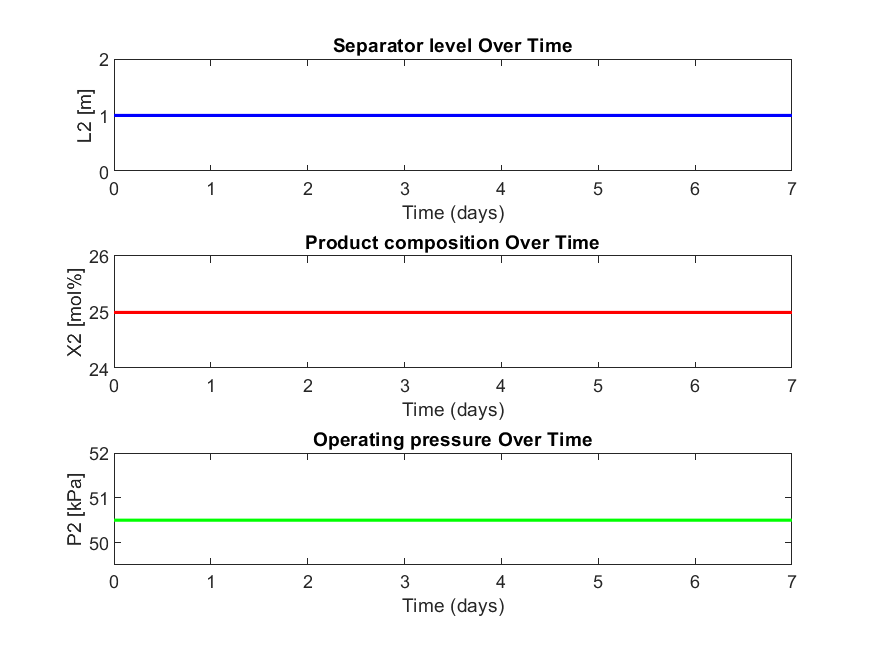 Separator level Over Time
L2 [m]
2
1
0
0 1 2 3 4 5 6 7
Time (days)
Product composition Over Time
X2 [mol%]
26
25
24
0 1 2 3 4 5 6 7
Time (days)
Operating pressure Over Time
P2 [kPa]
52
51
50
0 1 2 3 4 5 6 7
Time (days)